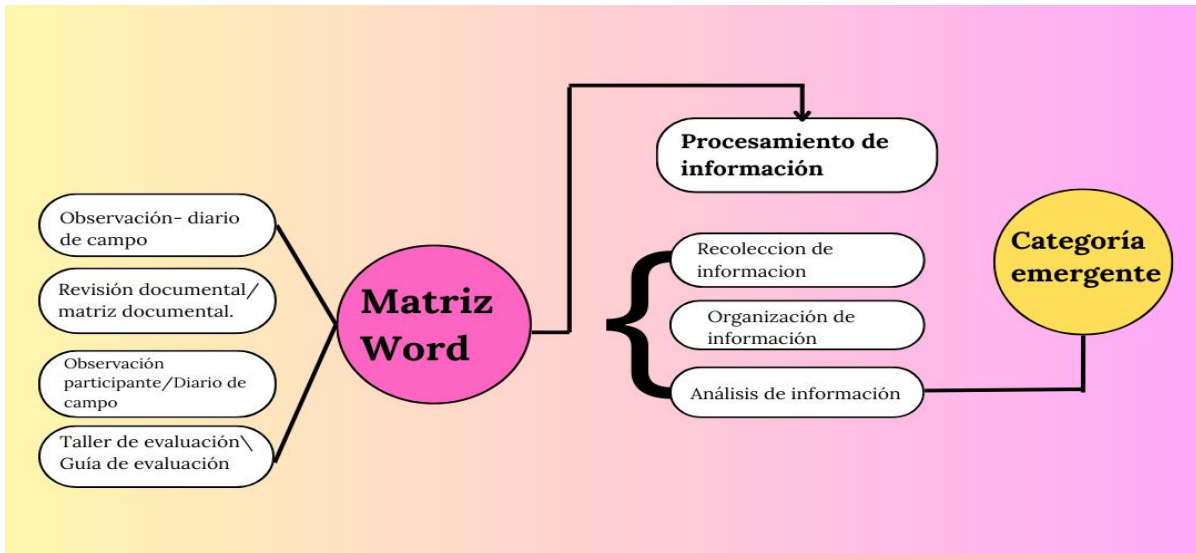 Observación- diario
de campo
Revisión documental/
matriz documental.
Observación
participante/Diario de
campo
Taller de evaluación\
Guía de evaluación
Matriz
Word
Procesamiento de
información
Recoleccion de
informacion
Organización de
información
Análisis de información
Categoría
emergente